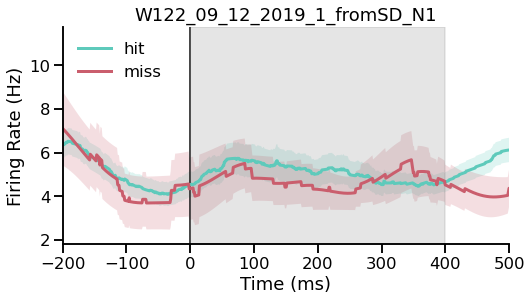 W122_09_12_2019_1_fromSD_N1
hit
miss
Firing Rate (Hz)
10
8
6
4
2
−200 −100 0 100 200 300 400 500
Time (ms)